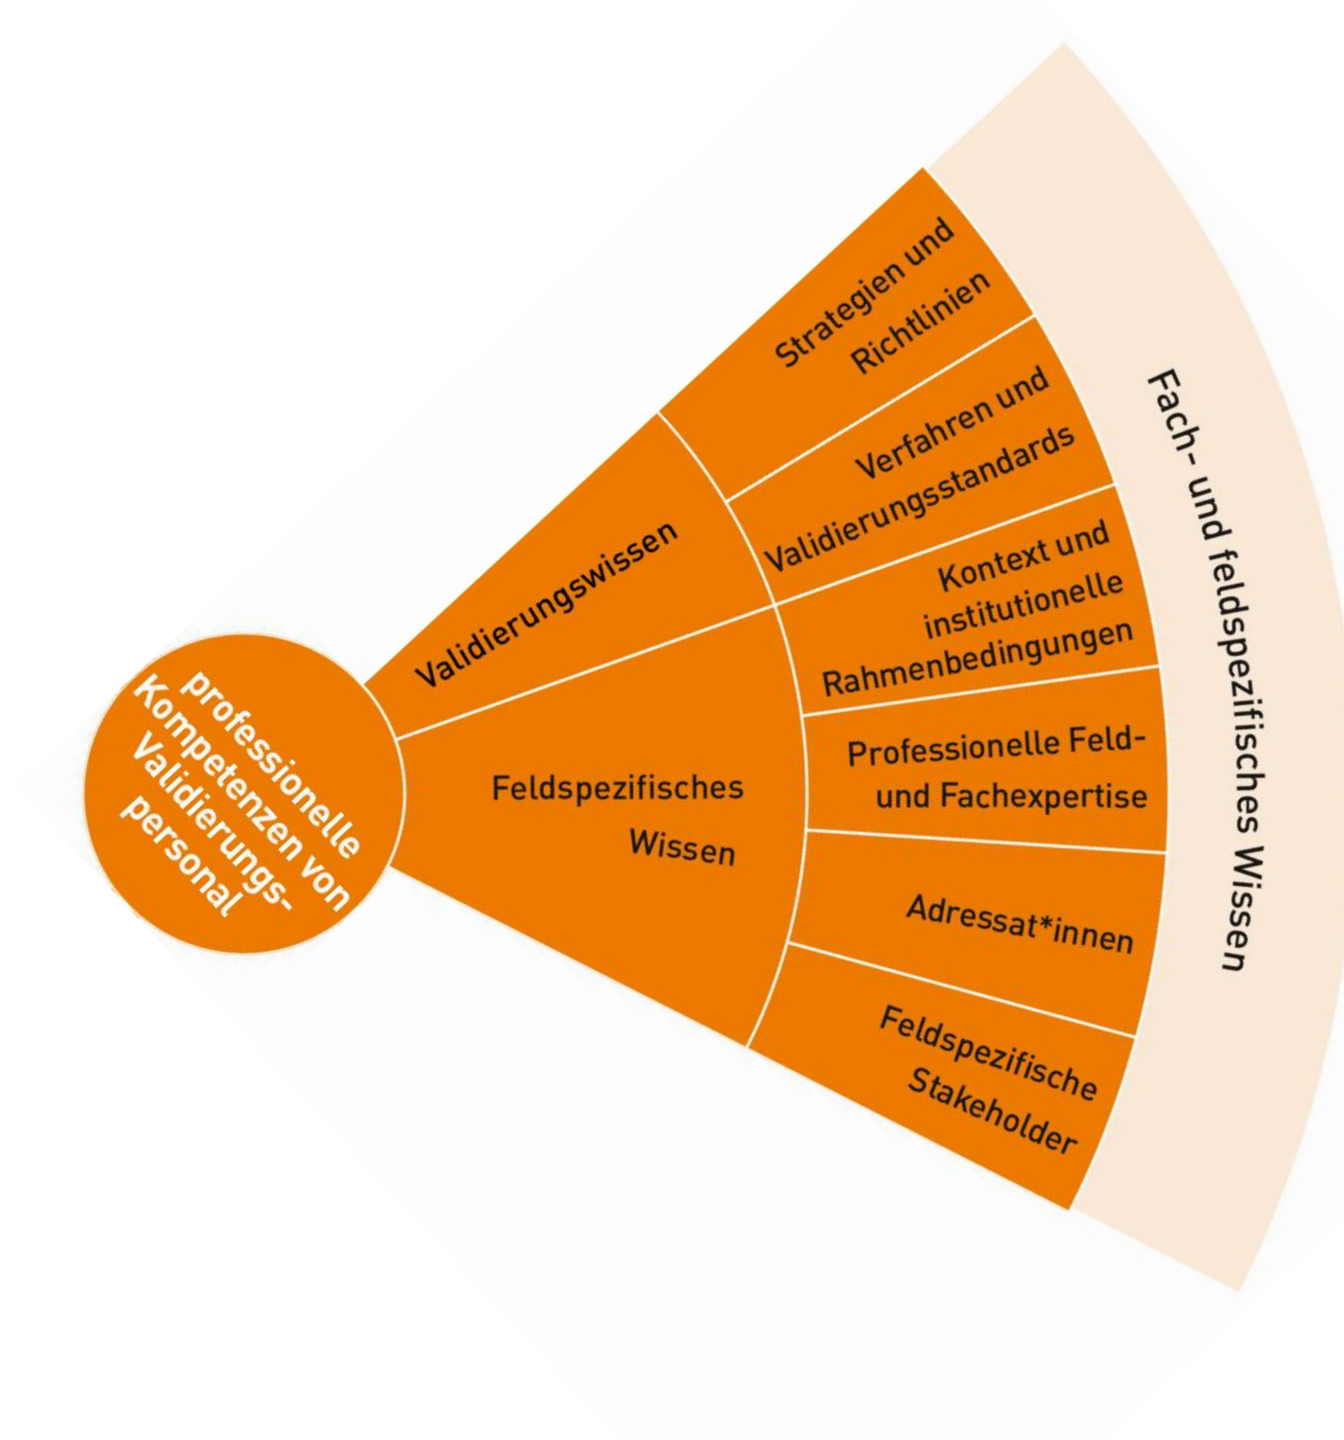 professionelle
Kompetenzen von
Validierungs-
personal
Validierungswissen
Feldspezifisches
Wissen
Strategien und
Richtlinien
Verfahren und
Validierungsstandards
Kontext und
institutionelle
Rahmenbedingungen
Professionelle Feld-
und Fachexpertise
Adressat*innen
Feldspezifische
Stakeholder
Fach- und feldspezifisches Wissen